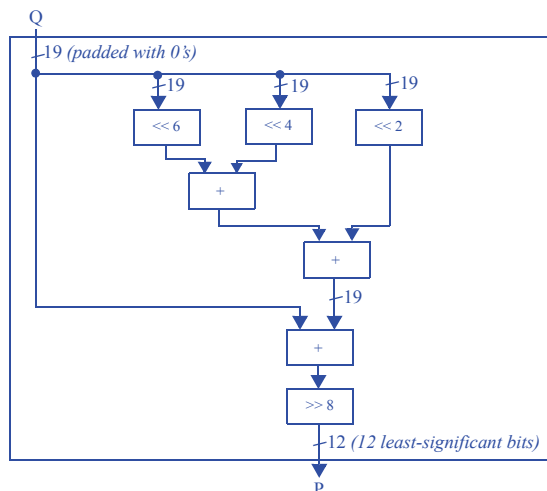 Q
19 (padded with 0's)
19 19 19
<< 6 << 4 << 2
+
+
19
+
>> 8
12 (12 least-significant bits)
P